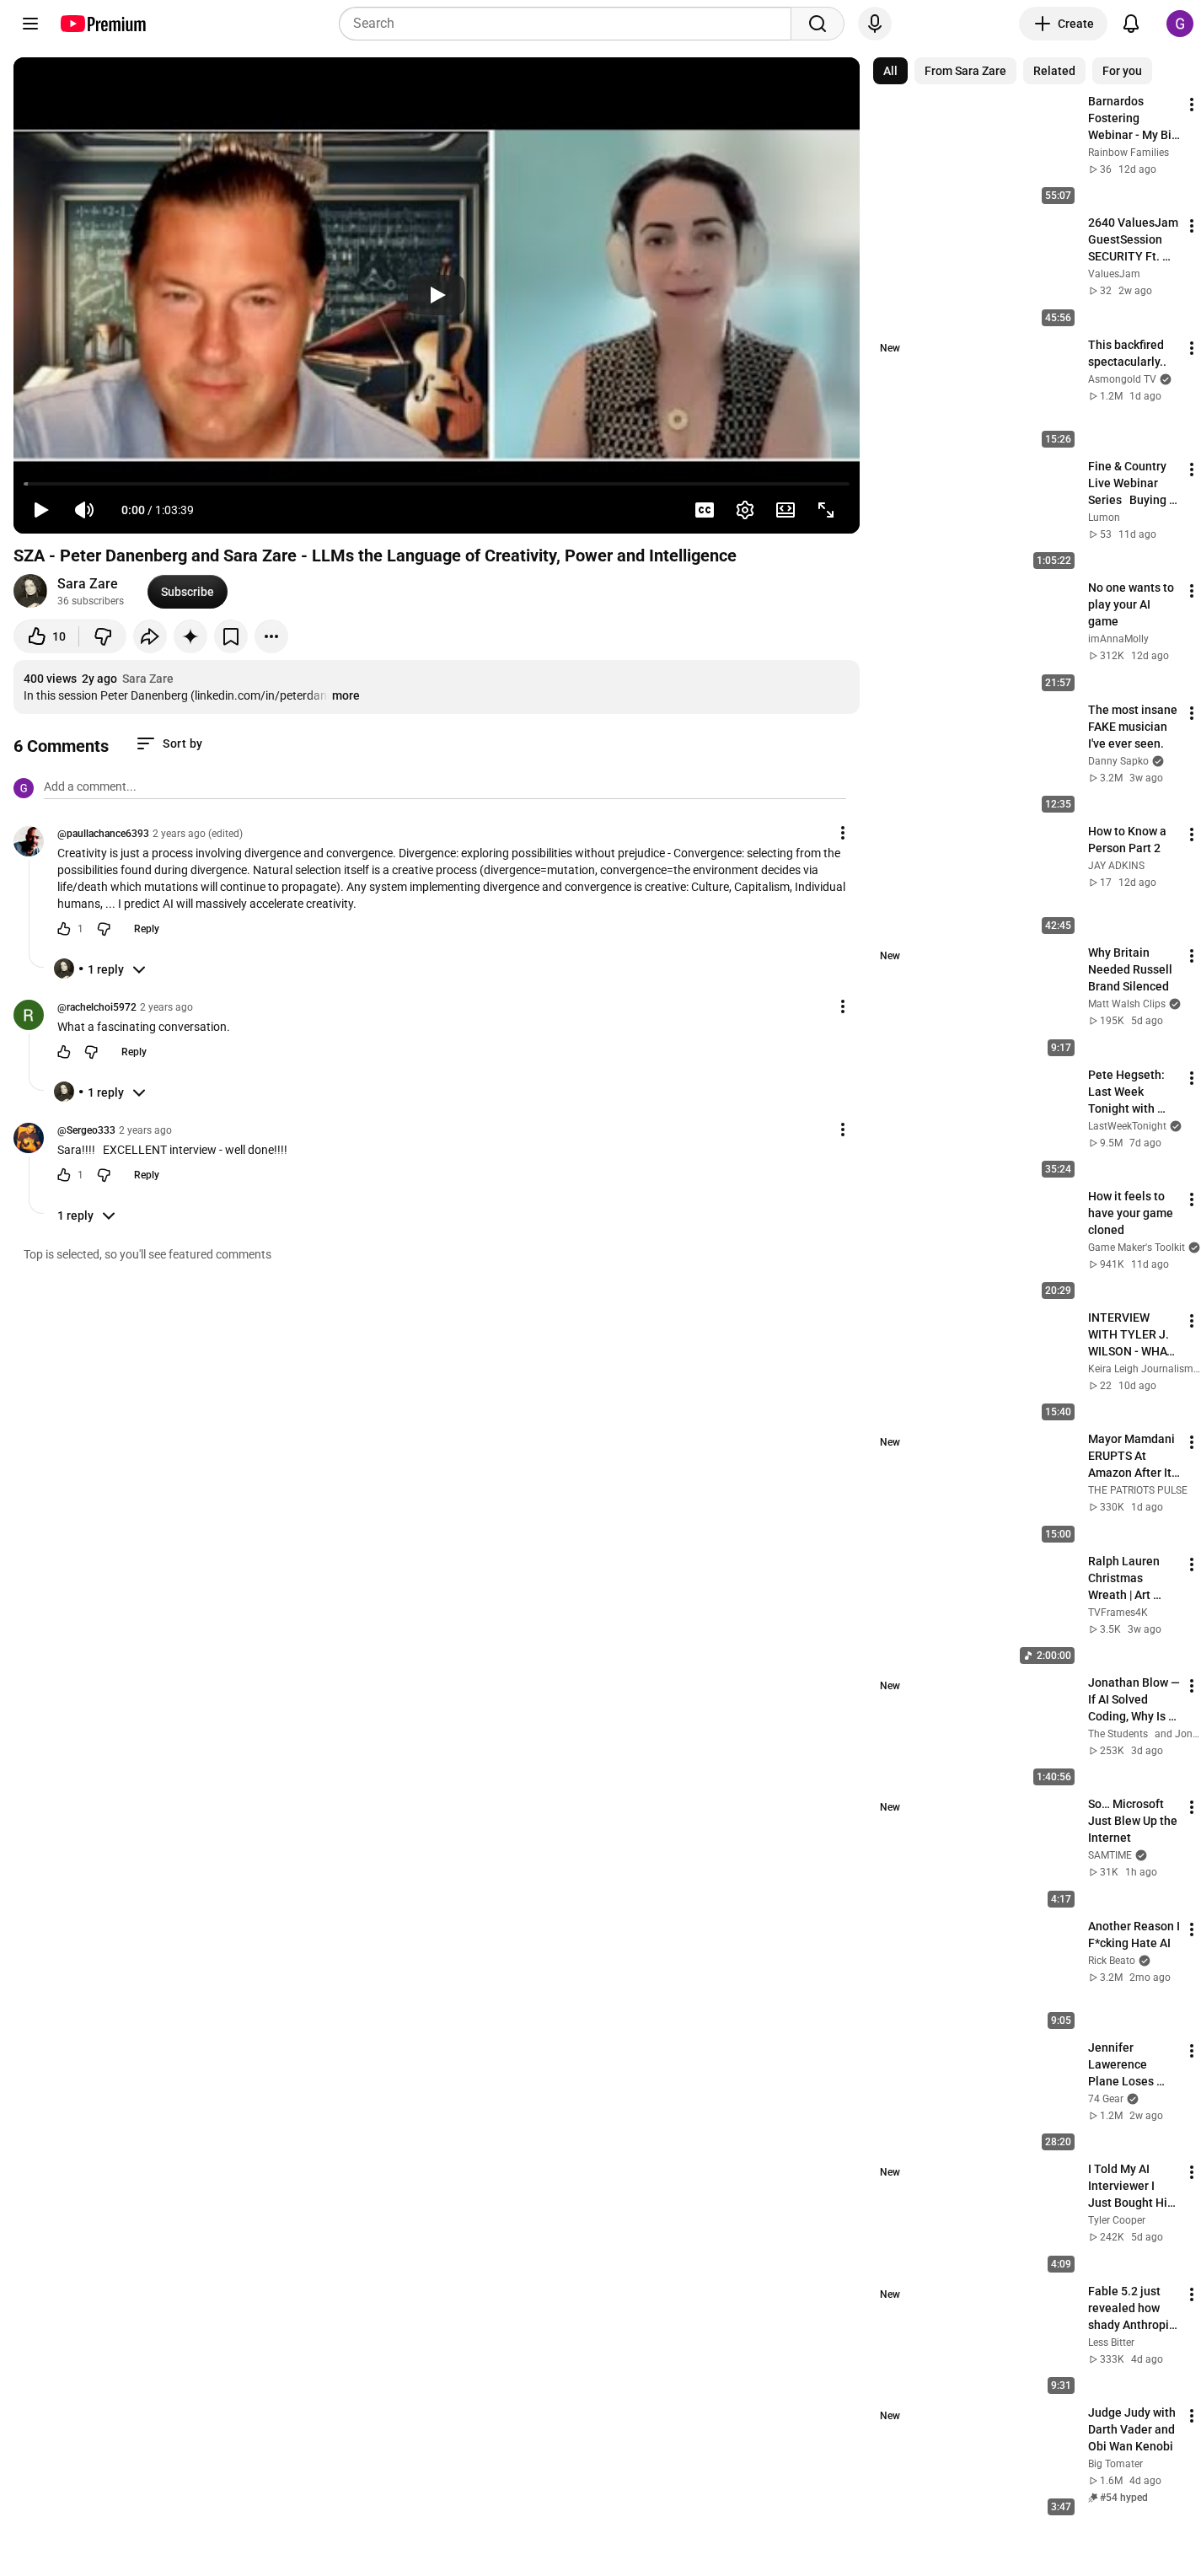 Premium
Search
Create
G
0:00 / 1:03:39
CC
SZA - Peter Danenberg and Sara Zare - LLMs the Language of Creativity, Power and Intelligence
Sara Zare
36 subscribers
Subscribe
10
400 views 2y ago Sara Zare
In this session Peter Danenberg (linkedin.com/in/peterdan more
6 Comments
Sort by
G
Add a comment...
@paullachance6393 2 years ago (edited)
Creativity is just a process involving divergence and convergence. Divergence: exploring possibilities without prejudice - Convergence: selecting from the
possibilities found during divergence. Natural selection itself is a creative process (divergence=mutation, convergence=the environment decides via
life/death which mutations will continue to propagate). Any system implementing divergence and convergence is creative: Culture, Capitalism, Individual
humans, ... I predict AI will massively accelerate creativity.
1
Reply
• 1 reply
R
@rachelchoi5972 2 years ago
What a fascinating conversation.
Reply
• 1 reply
@Sergeo333 2 years ago
Sara!!!! EXCELLENT interview - well done!!!!
1
Reply
1 reply
Top is selected, so you'll see featured comments
All
From Sara Zare
Related
For you
Barnardos
Fostering
Webinar - My Bi...
Rainbow Families
36 12d ago
55:07
2640 ValuesJam
GuestSession
SECURITY Ft. ...
ValuesJam
32 2w ago
45:56
New
This backfired
spectacularly..
Asmongold TV
1.2M 1d ago
15:26
Fine & Country
Live Webinar
Series Buying ...
Lumon
53 11d ago
1:05:22
No one wants to
play your AI
game
imAnnaMolly
312K 12d ago
21:57
The most insane
FAKE musician
I've ever seen.
Danny Sapko
3.2M 3w ago
12:35
How to Know a
Person Part 2
JAY ADKINS
17 12d ago
42:45
New
Why Britain
Needed Russell
Brand Silenced
Matt Walsh Clips
195K 5d ago
9:17
Pete Hegseth:
Last Week
Tonight with ...
LastWeekTonight
9.5M 7d ago
35:24
How it feels to
have your game
cloned
Game Maker's Toolkit
941K 11d ago
20:29
INTERVIEW
WITH TYLER J.
WILSON - WHA...
Keira Leigh Journalism...
22 10d ago
15:40
New
Mayor Mamdani
ERUPTS At
Amazon After It...
THE PATRIOTS PULSE
330K 1d ago
15:00
Ralph Lauren
Christmas
Wreath | Art ...
TVFrames4K
3.5K 3w ago
2:00:00
New
Jonathan Blow —
If AI Solved
Coding, Why Is ...
The Students and Jon...
253K 3d ago
1:40:56
New
So… Microsoft
Just Blew Up the
Internet
SAMTIME
31K 1h ago
4:17
Another Reason I
F*cking Hate AI
Rick Beato
3.2M 2mo ago
9:05
Jennifer
Lawerence
Plane Loses ...
74 Gear
1.2M 2w ago
28:20
New
I Told My AI
Interviewer I
Just Bought Hi...
Tyler Cooper
242K 5d ago
4:09
New
Fable 5.2 just
revealed how
shady Anthropi...
Less Bitter
333K 4d ago
9:31
New
Judge Judy with
Darth Vader and
Obi Wan Kenobi
Big Tomater
1.6M 4d ago
#54 hyped
3:47